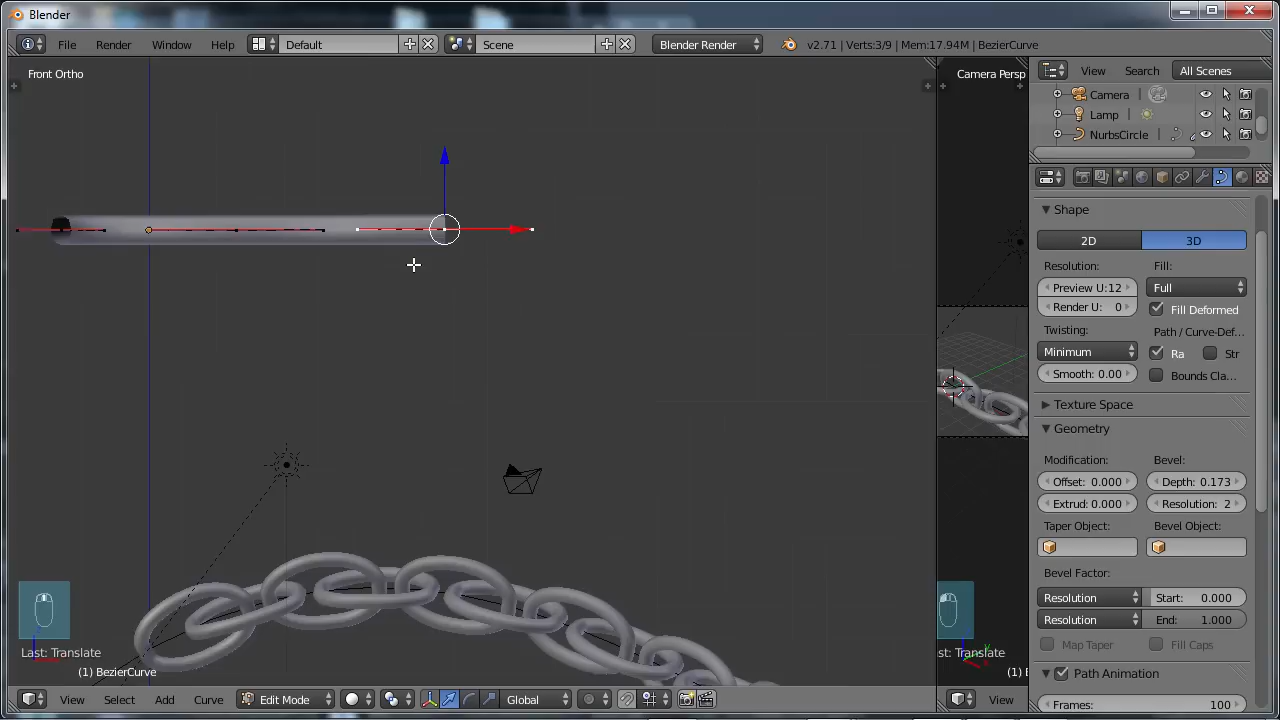 Blender
File Render Window Help Default Scene Blender Render v2.71 | Verts:3/9 | Mem:17.94M | BezierCurve
Front Ortho
Camera Persp
View Search All Scenes
Camera
Lamp
NurbsCircle
Shape
2D 3D
Resolution: Fill:
Preview U:12 Full
Render U: 0 Fill Deformed
Twisting: Path / Curve-Def...
Minimum Ra Str
Smooth: 0.00 Bounds Cla...
Texture Space
Geometry
Modification: Bevel:
Offset: 0.000 Depth: 0.173
Extrud: 0.000 Resolution: 2
Taper Object: Bevel Object:
Bevel Factor:
Resolution Start: 0.000
Resolution End: 1.000
Map Taper Fill Caps
Path Animation
Frames: 100
Last: Translate
st: Translate
(1) BezierCurve
(1) B
View Select Add Curve Edit Mode Global
View